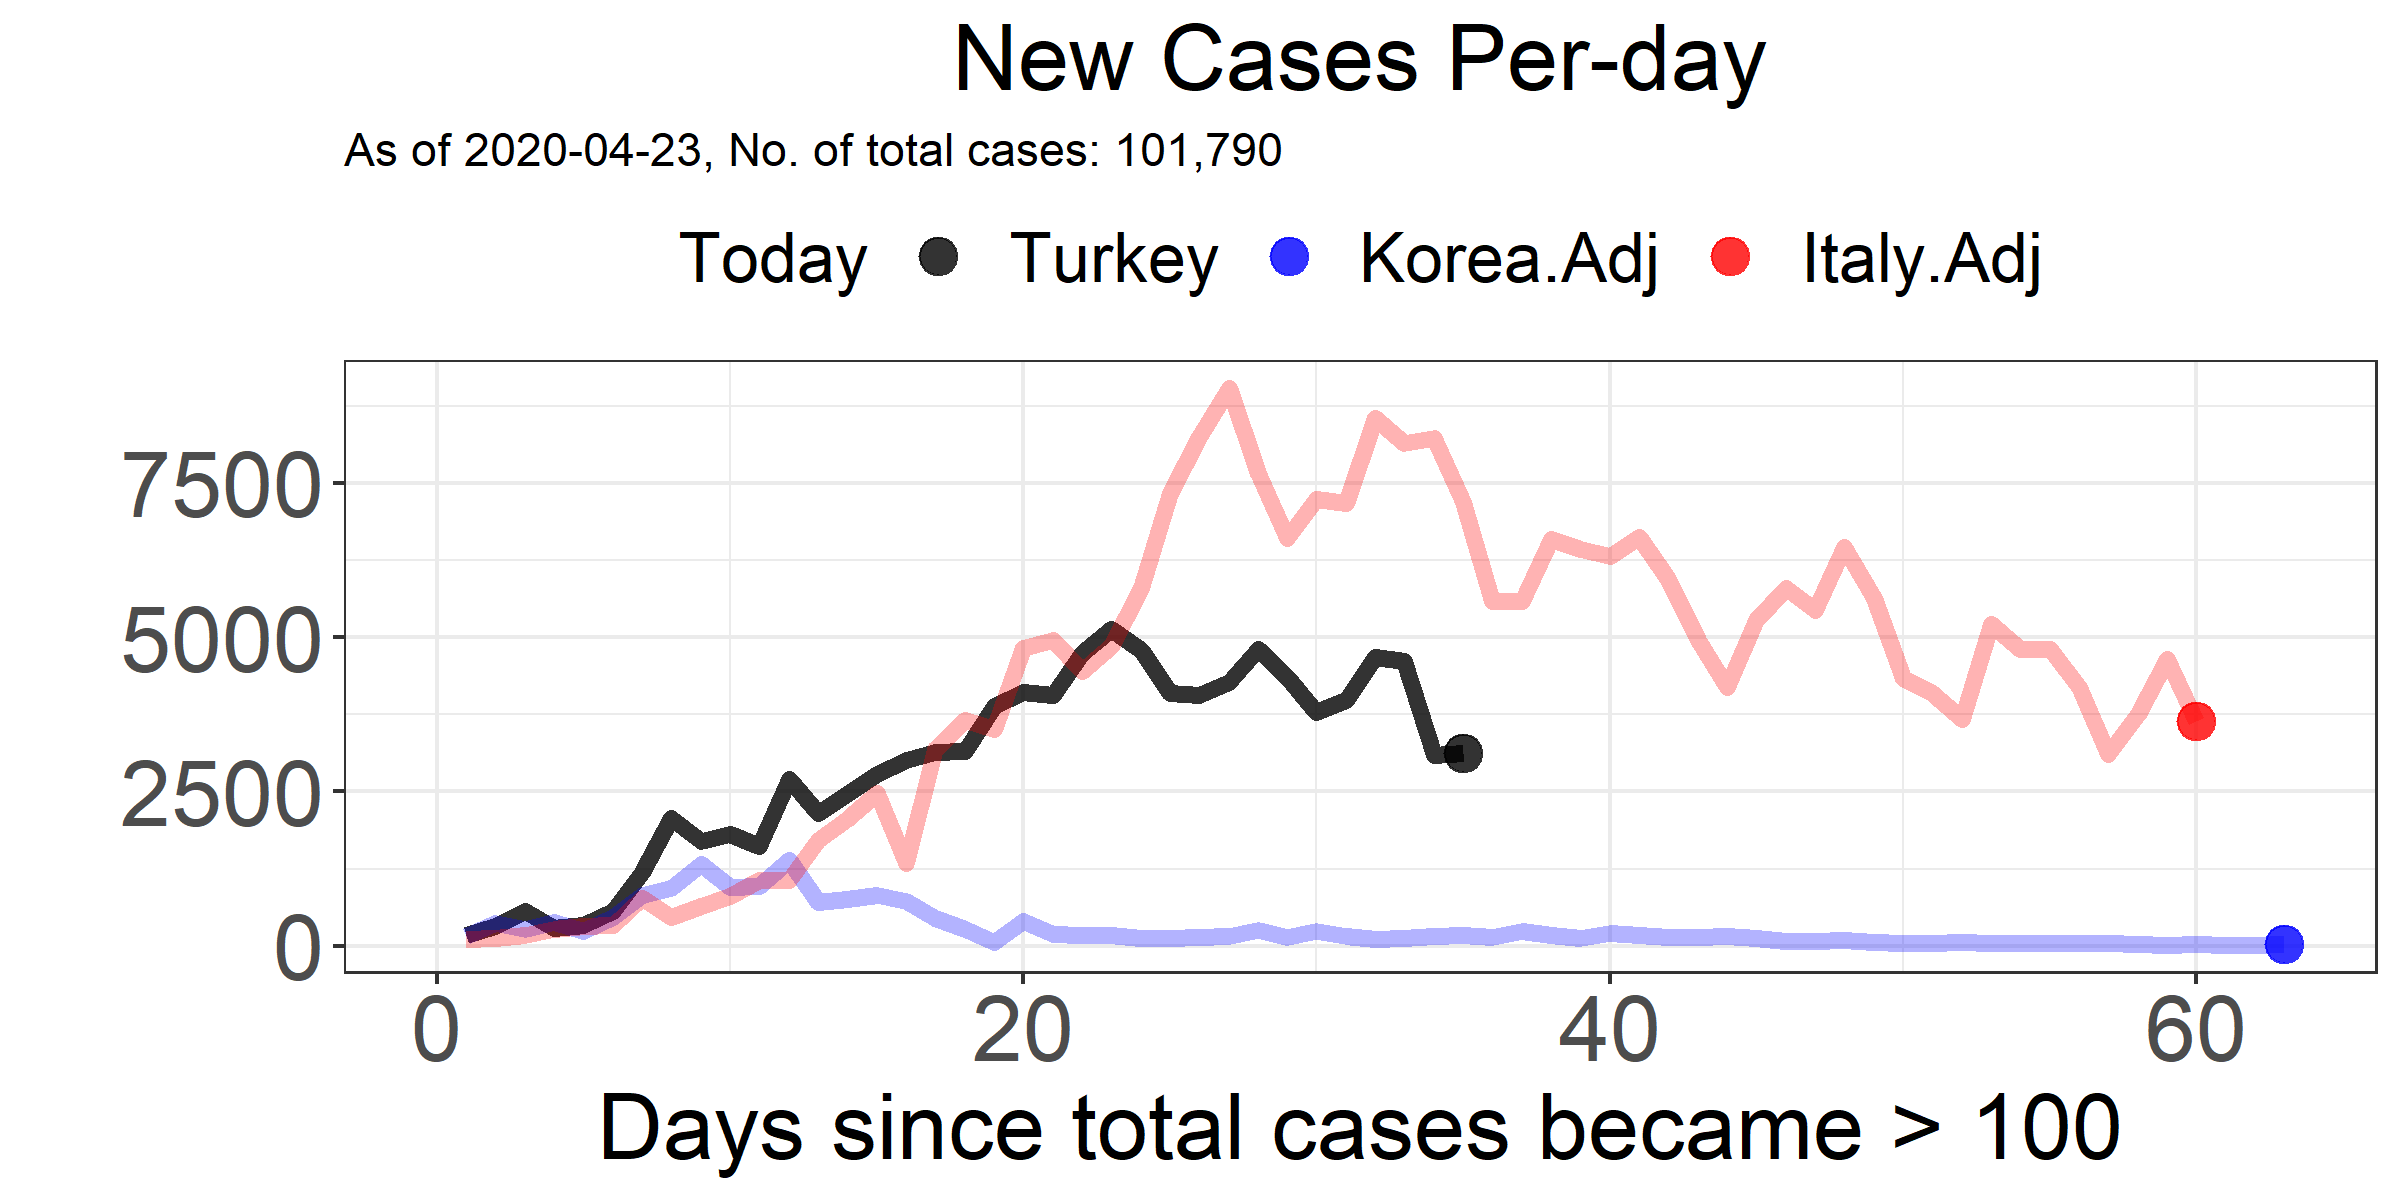 New Cases Per-day
As of 2020-04-23, No. of total cases: 101,790
Today Turkey Korea.Adj Italy.Adj
7500
5000
2500
0
0 20 40 60
Days since total cases became > 100